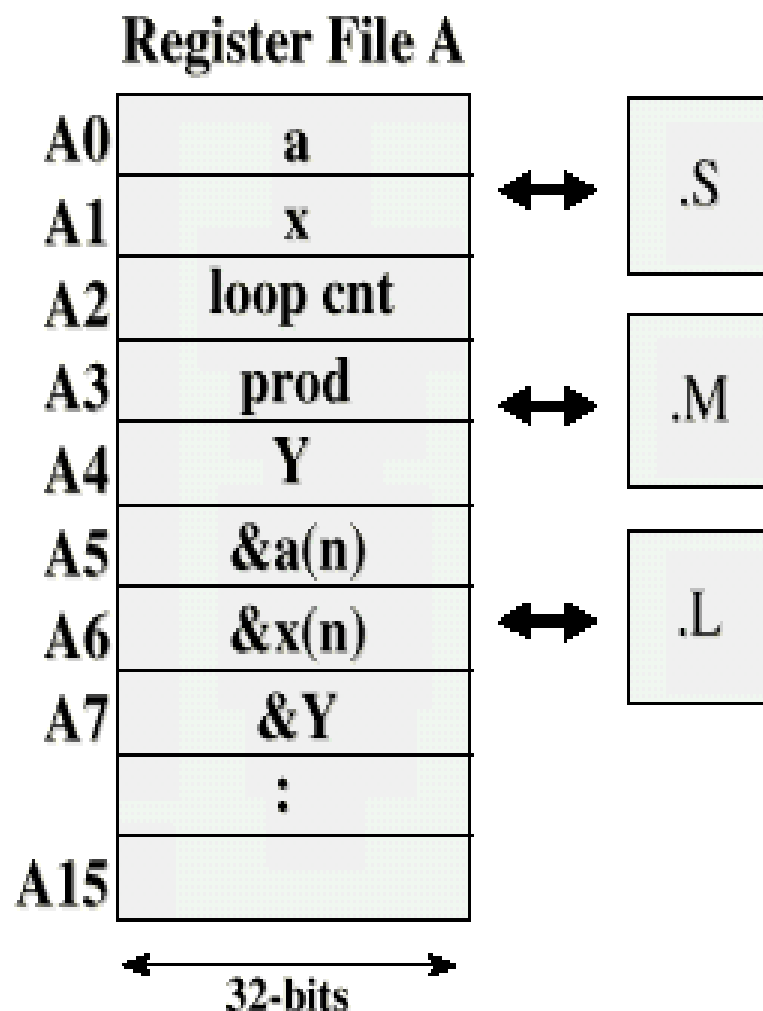 Register File A
A0 a
A1 x
A2 loop cnt
A3 prod
A4 Y
A5 &a(n)
A6 &x(n)
A7 &Y
:
A15
32-bits
.S
.M
.L